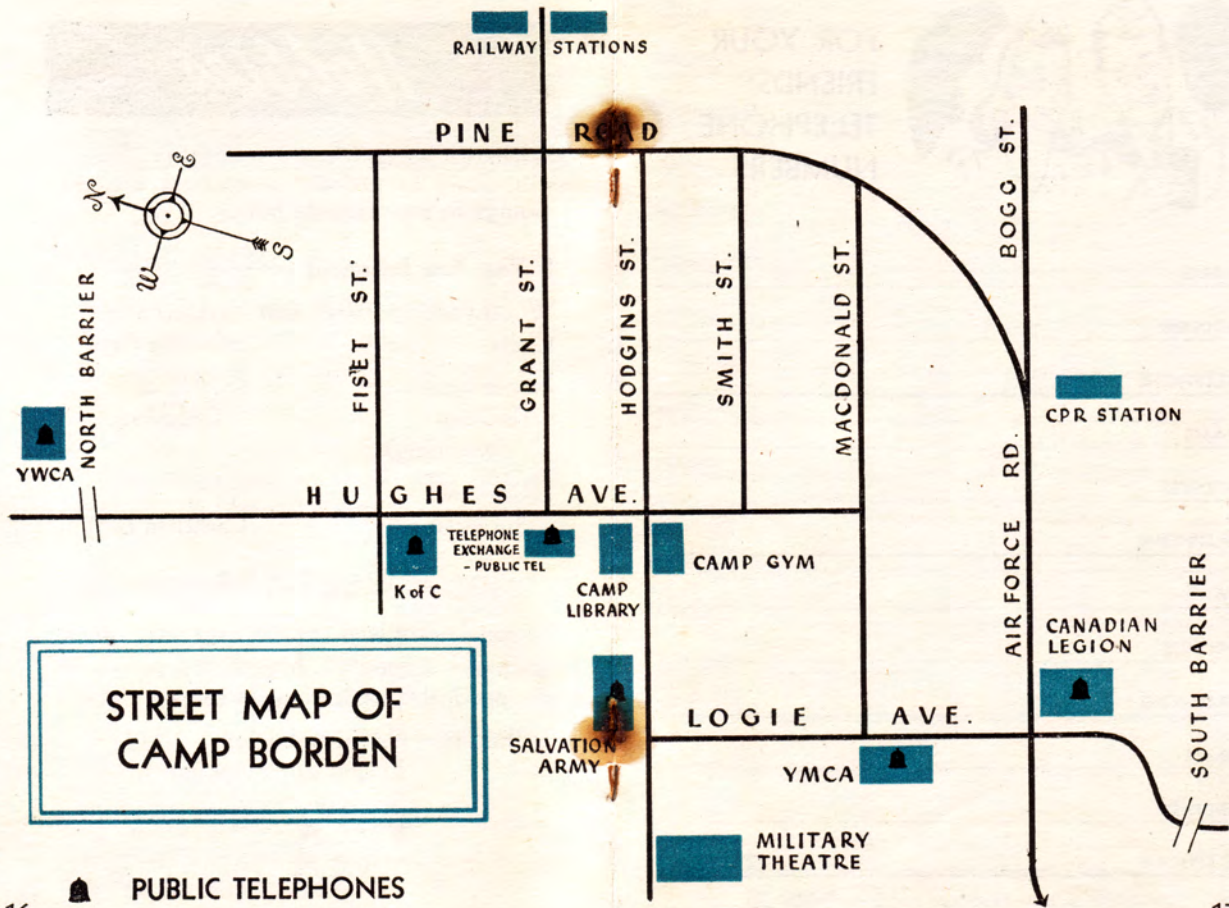 RAILWAY STATIONS
PINE ROAD
N
E
S
W
NORTH BARRIER
YWCA
FISET ST.
GRANT ST.
HODGINS ST.
SMITH ST.
MACDONALD ST.
BOGG ST.
CPR STATION
HUGHES AVE.
K of C
TELEPHONE
EXCHANGE
- PUBLIC TEL
CAMP
LIBRARY
CAMP GYM
AIR FORCE RD.
CANADIAN
LEGION
SOUTH BARRIER
STREET MAP OF
CAMP BORDEN
SALVATION
ARMY
LOGIE AVE.
YMCA
MILITARY
THEATRE
PUBLIC TELEPHONES